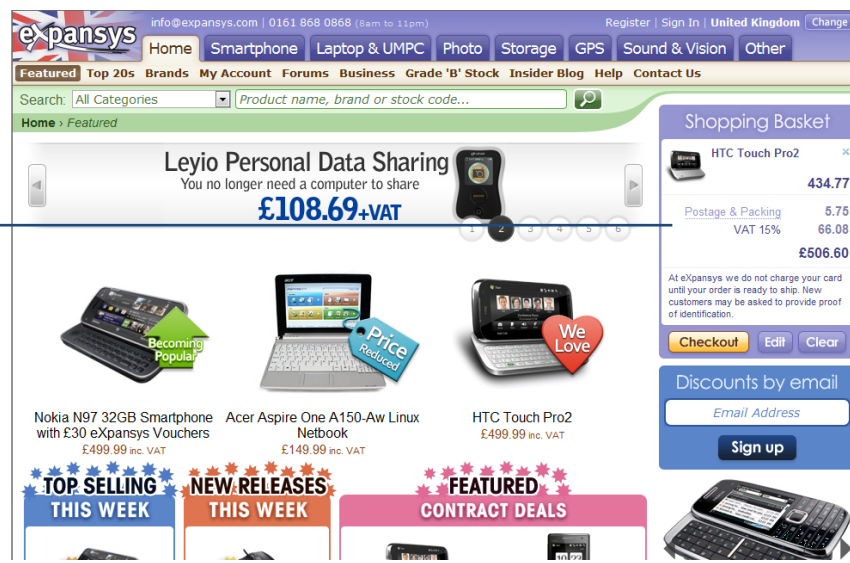 eXpansys
info@expansys.com | 0161 868 0868 (8am to 11pm)
Register | Sign In | United Kingdom Change
Home Smartphone Laptop & UMPC Photo Storage GPS Sound & Vision Other
Featured Top 20s Brands My Account Forums Business Grade 'B' Stock Insider Blog Help Contact Us
Search: All Categories Product name, brand or stock code...
Home › Featured
Leyio Personal Data Sharing
You no longer need a computer to share
£108.69+VAT
1 2 3 4 5 6
Shopping Basket
HTC Touch Pro2 ×
434.77
Postage & Packing 5.75
VAT 15% 66.08
£506.60
At eXpansys we do not charge your card
until your order is ready to ship. New
customers may be asked to provide proof
of identification.
Checkout Edit Clear
Becoming
Popular
Price
Reduced
We
Love
Nokia N97 32GB Smartphone
with £30 eXpansys Vouchers
£499.99 inc. VAT
Acer Aspire One A150-Aw Linux
Netbook
£149.99 inc. VAT
HTC Touch Pro2
£499.99 inc. VAT
Discounts by email
Email Address
Sign up
TOP SELLING
THIS WEEK
NEW RELEASES
THIS WEEK
FEATURED
CONTRACT DEALS